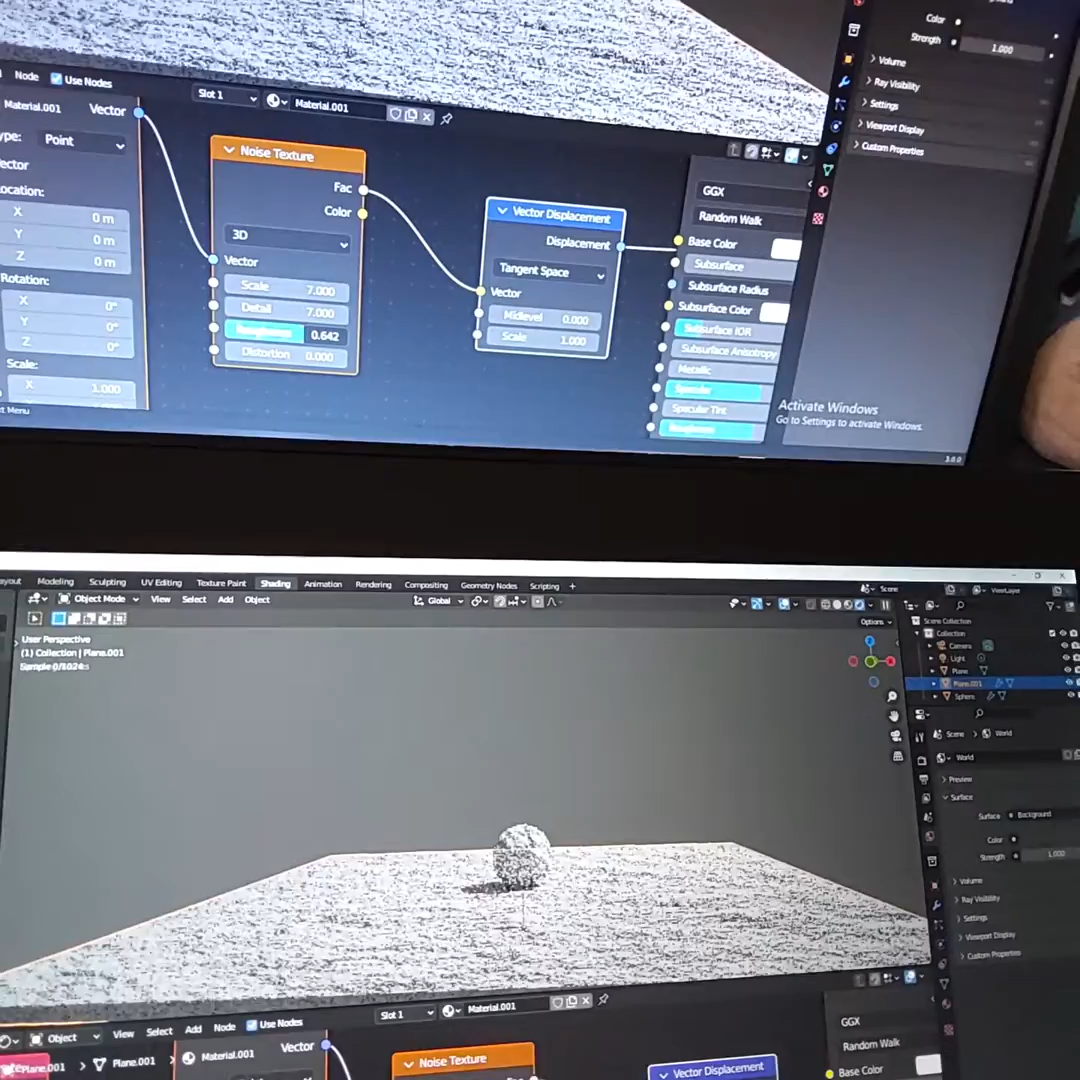 Color
Strength 1.000
Volume
Ray Visibility
Settings
Viewport Display
Custom Properties
Node Use Nodes
Slot 1 Material.001
Material.001 Vector
Point
X 0 m
Y 0 m
Z 0 m
Rotation:
X 0°
Y 0°
Z 0°
Scale:
X 1.000
Noise Texture
Fac
Color
3D
Vector
Scale 7.000
Detail 7.000
Roughness 0.642
Distortion 0.000
Vector Displacement
Displacement
Tangent Space
Vector
Midlevel 0.000
Scale 1.000
GGX
Random Walk
Base Color
Subsurface
Subsurface Radius
Subsurface Color
Subsurface IOR
Subsurface Anisotropy
Metallic
Specular
Specular Tint
Roughness
Activate Windows
Go to Settings to activate Windows.
3.0.0
Modeling Sculpting UV Editing Texture Paint Shading Animation Rendering Compositing Geometry Nodes Scripting +
Scene ViewLayer
Object Mode View Select Add Object Global
Options
User Perspective
(1) Collection | Plane.001
Sample 0/1024
Scene Collection
Collection
Camera
Light
Plane
Plane.001
Sphere
Scene > World
World
Preview
Surface
Surface Background
Color
Strength 1.000
Volume
Ray Visibility
Settings
Viewport Display
Custom Properties
Object View Select Add Node Use Nodes
Slot 1 Material.001
Plane.001 > Plane.001 > Material.001
Vector
Noise Texture
Vector Displacement
GGX
Random Walk
Base Color